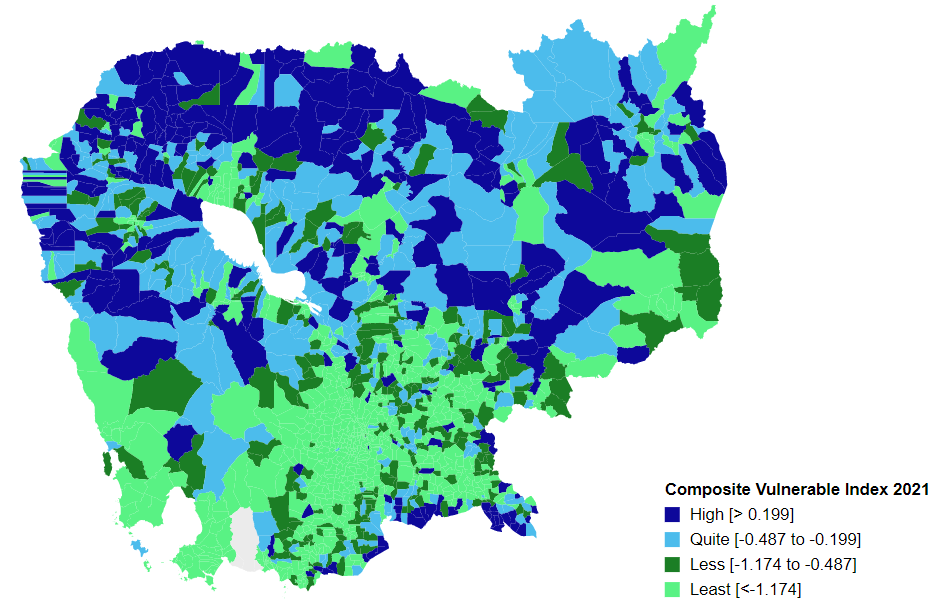 Composite Vulnerable Index 2021
High [> 0.199]
Quite [-0.487 to -0.199]
Less [-1.174 to -0.487]
Least [<-1.174]